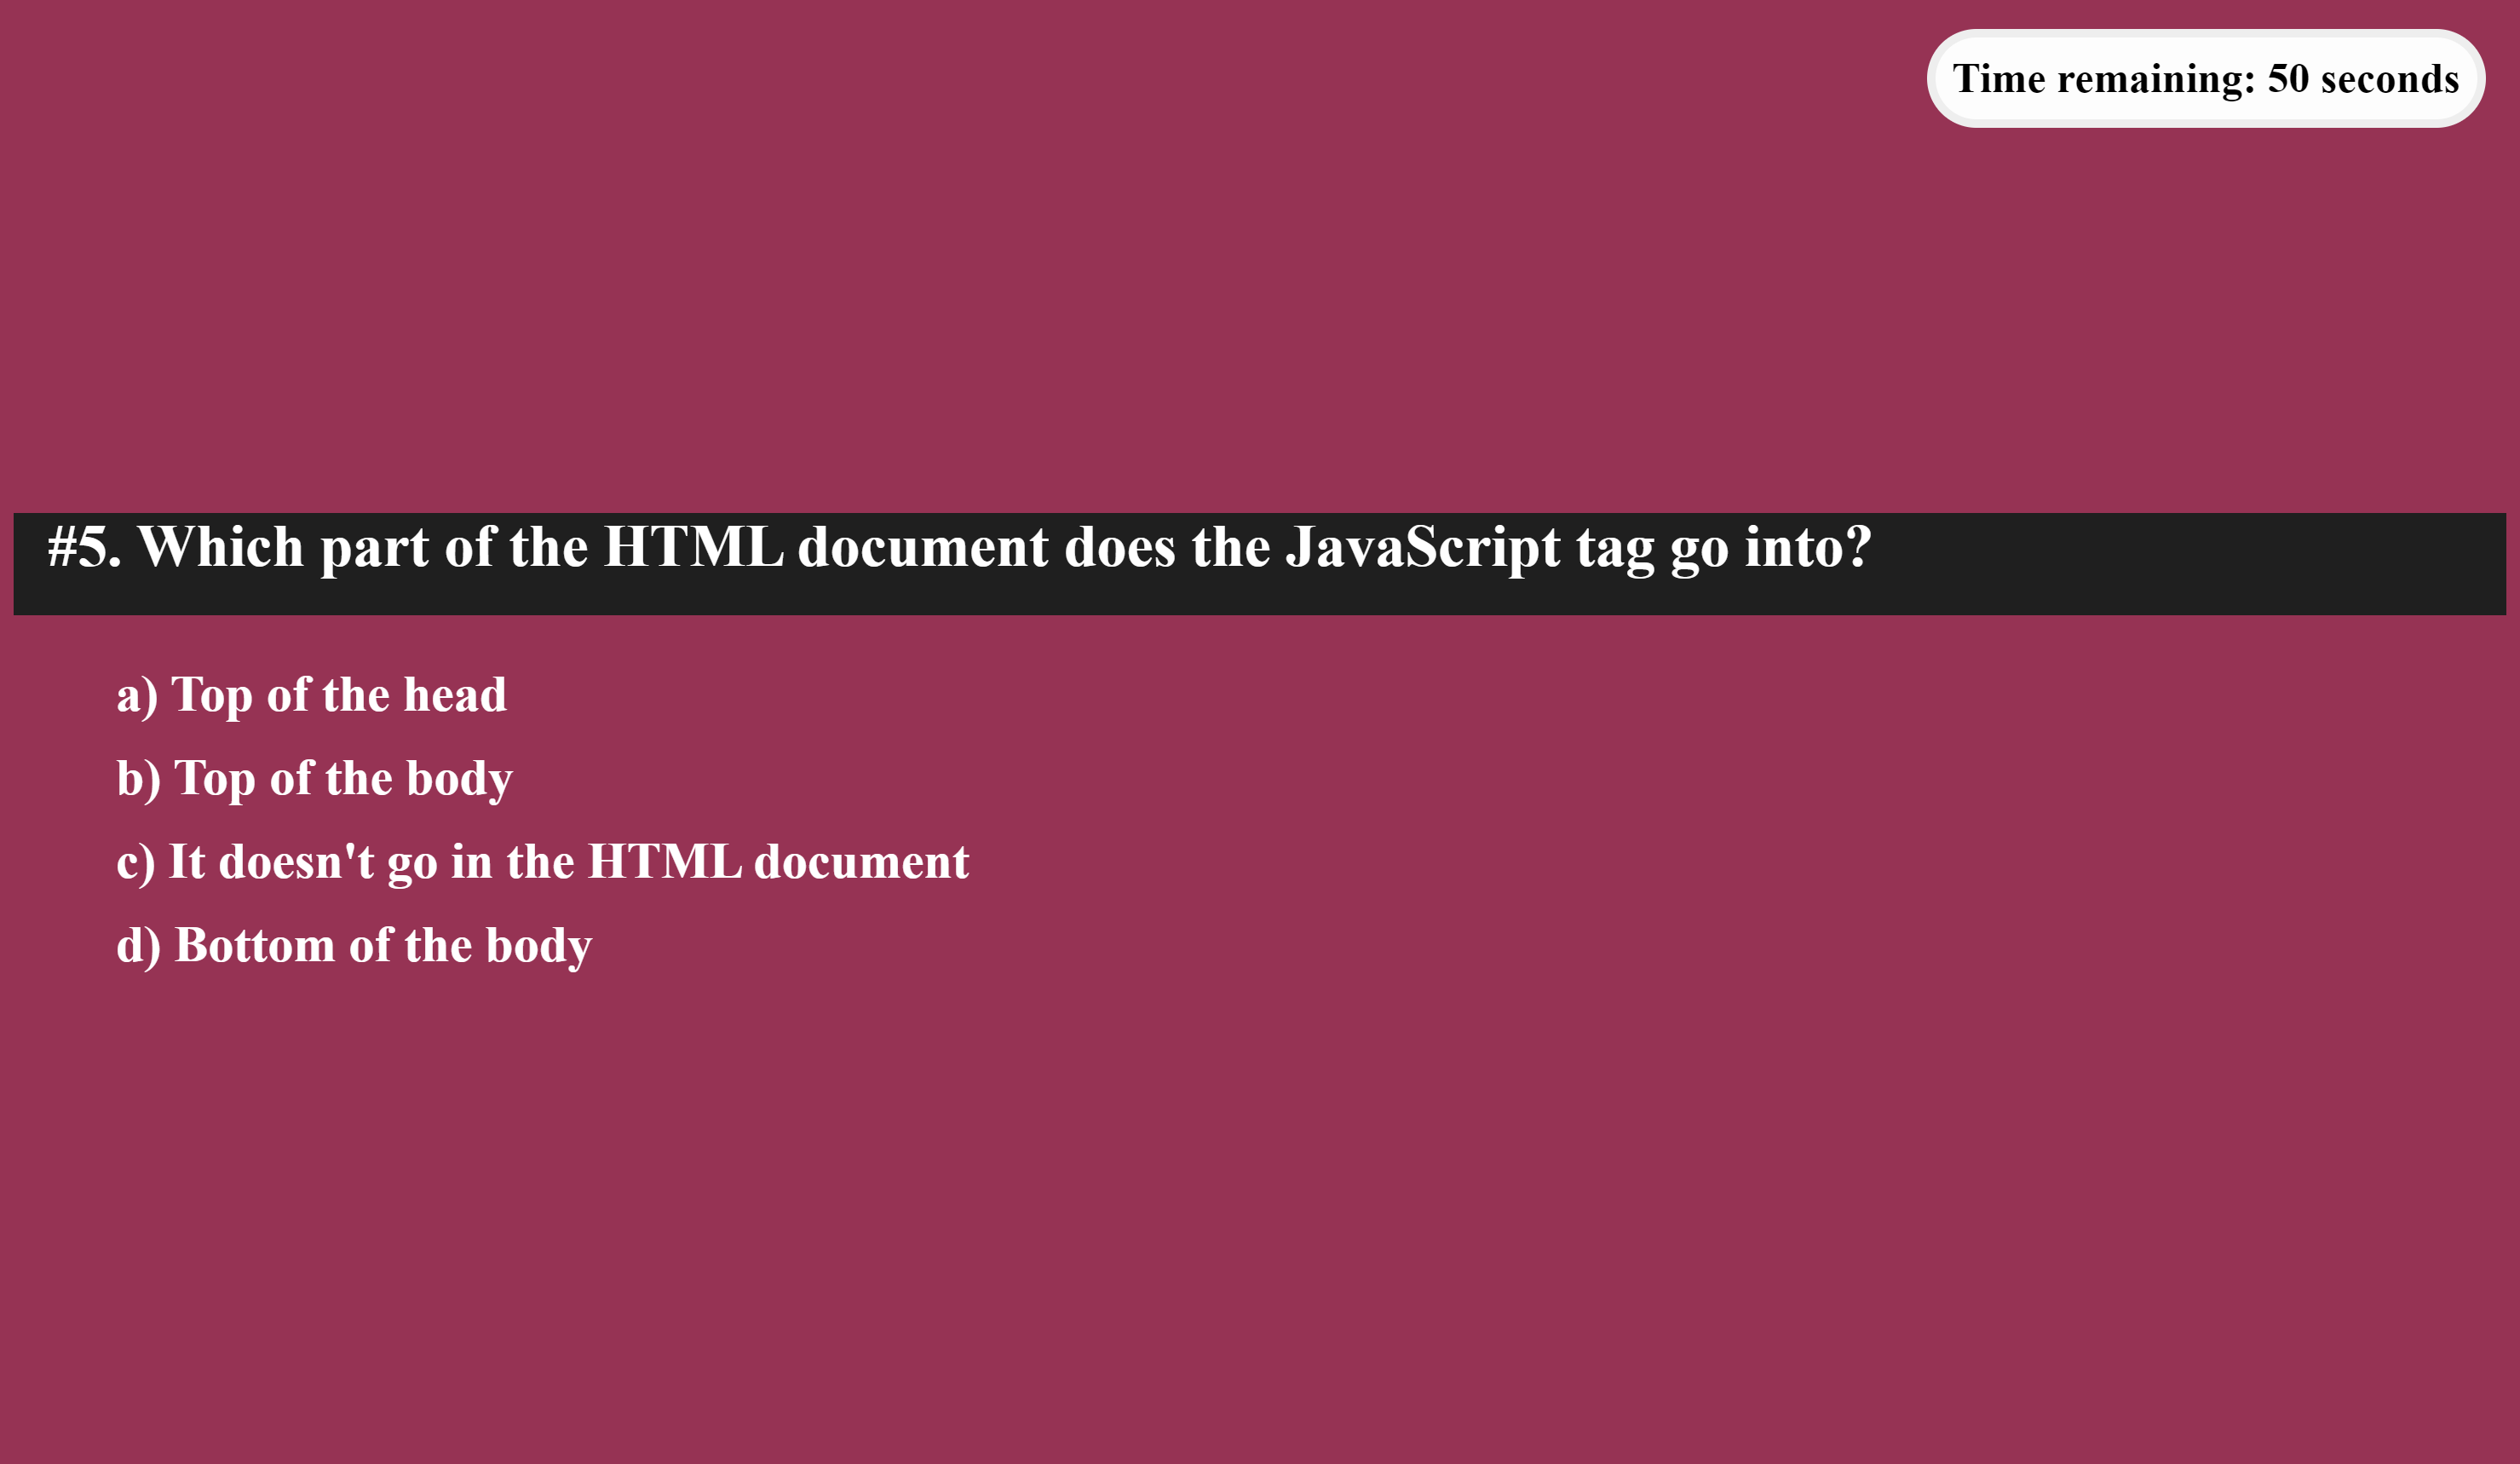 Time remaining: 50 seconds
#5. Which part of the HTML document does the JavaScript tag go into?
a) Top of the head
b) Top of the body
c) It doesn't go in the HTML document
d) Bottom of the body